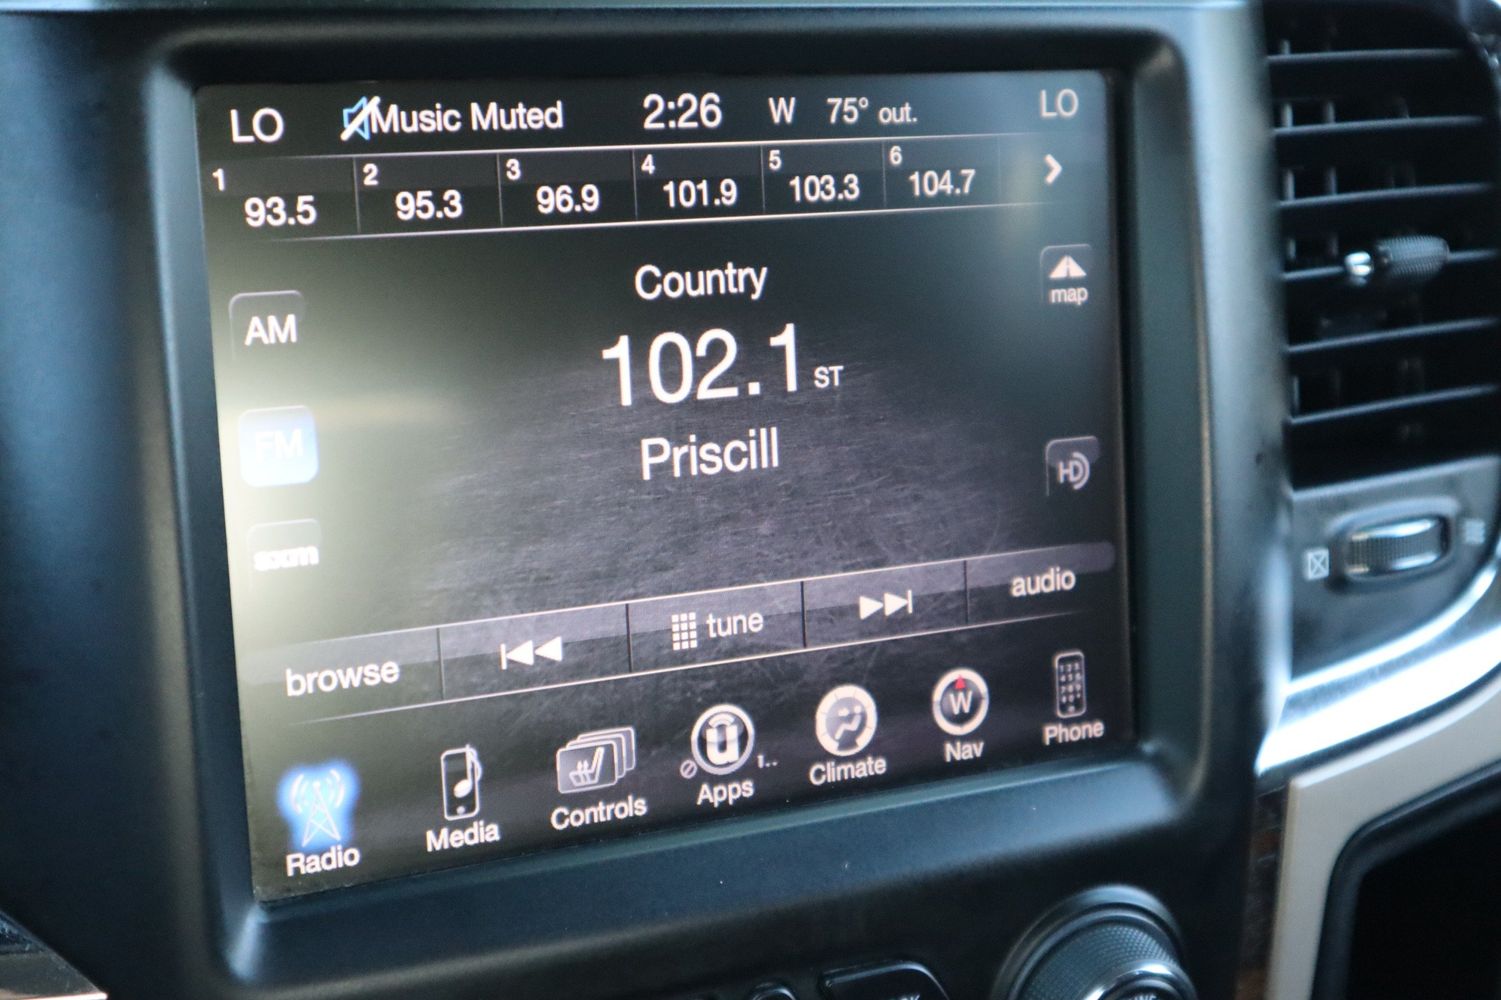 LO Music Muted 2:26 W 75° out. LO
1 93.5 2 95.3 3 96.9 4 101.9 5 103.3 6 104.7
Country
map
AM
102.1 ST
FM
Priscill
HD
sxm
browse tune audio
Radio Media Controls Apps 1.. Climate W Nav Phone